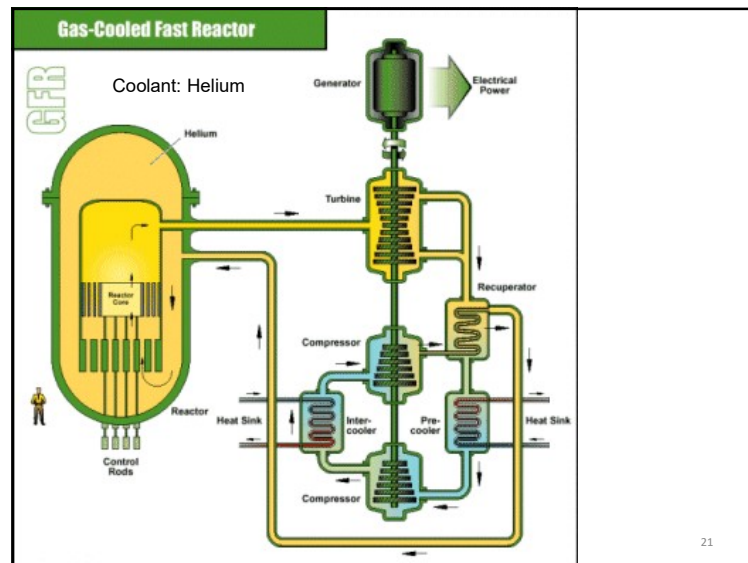 Gas-Cooled Fast Reactor
GFR
Coolant: Helium
Generator
Electrical
Power
Helium
Turbine
Recuperator
Reactor
Core
Compressor
Reactor
Heat Sink
Inter-
cooler
Pre-
cooler
Heat Sink
Control
Rods
Compressor
21